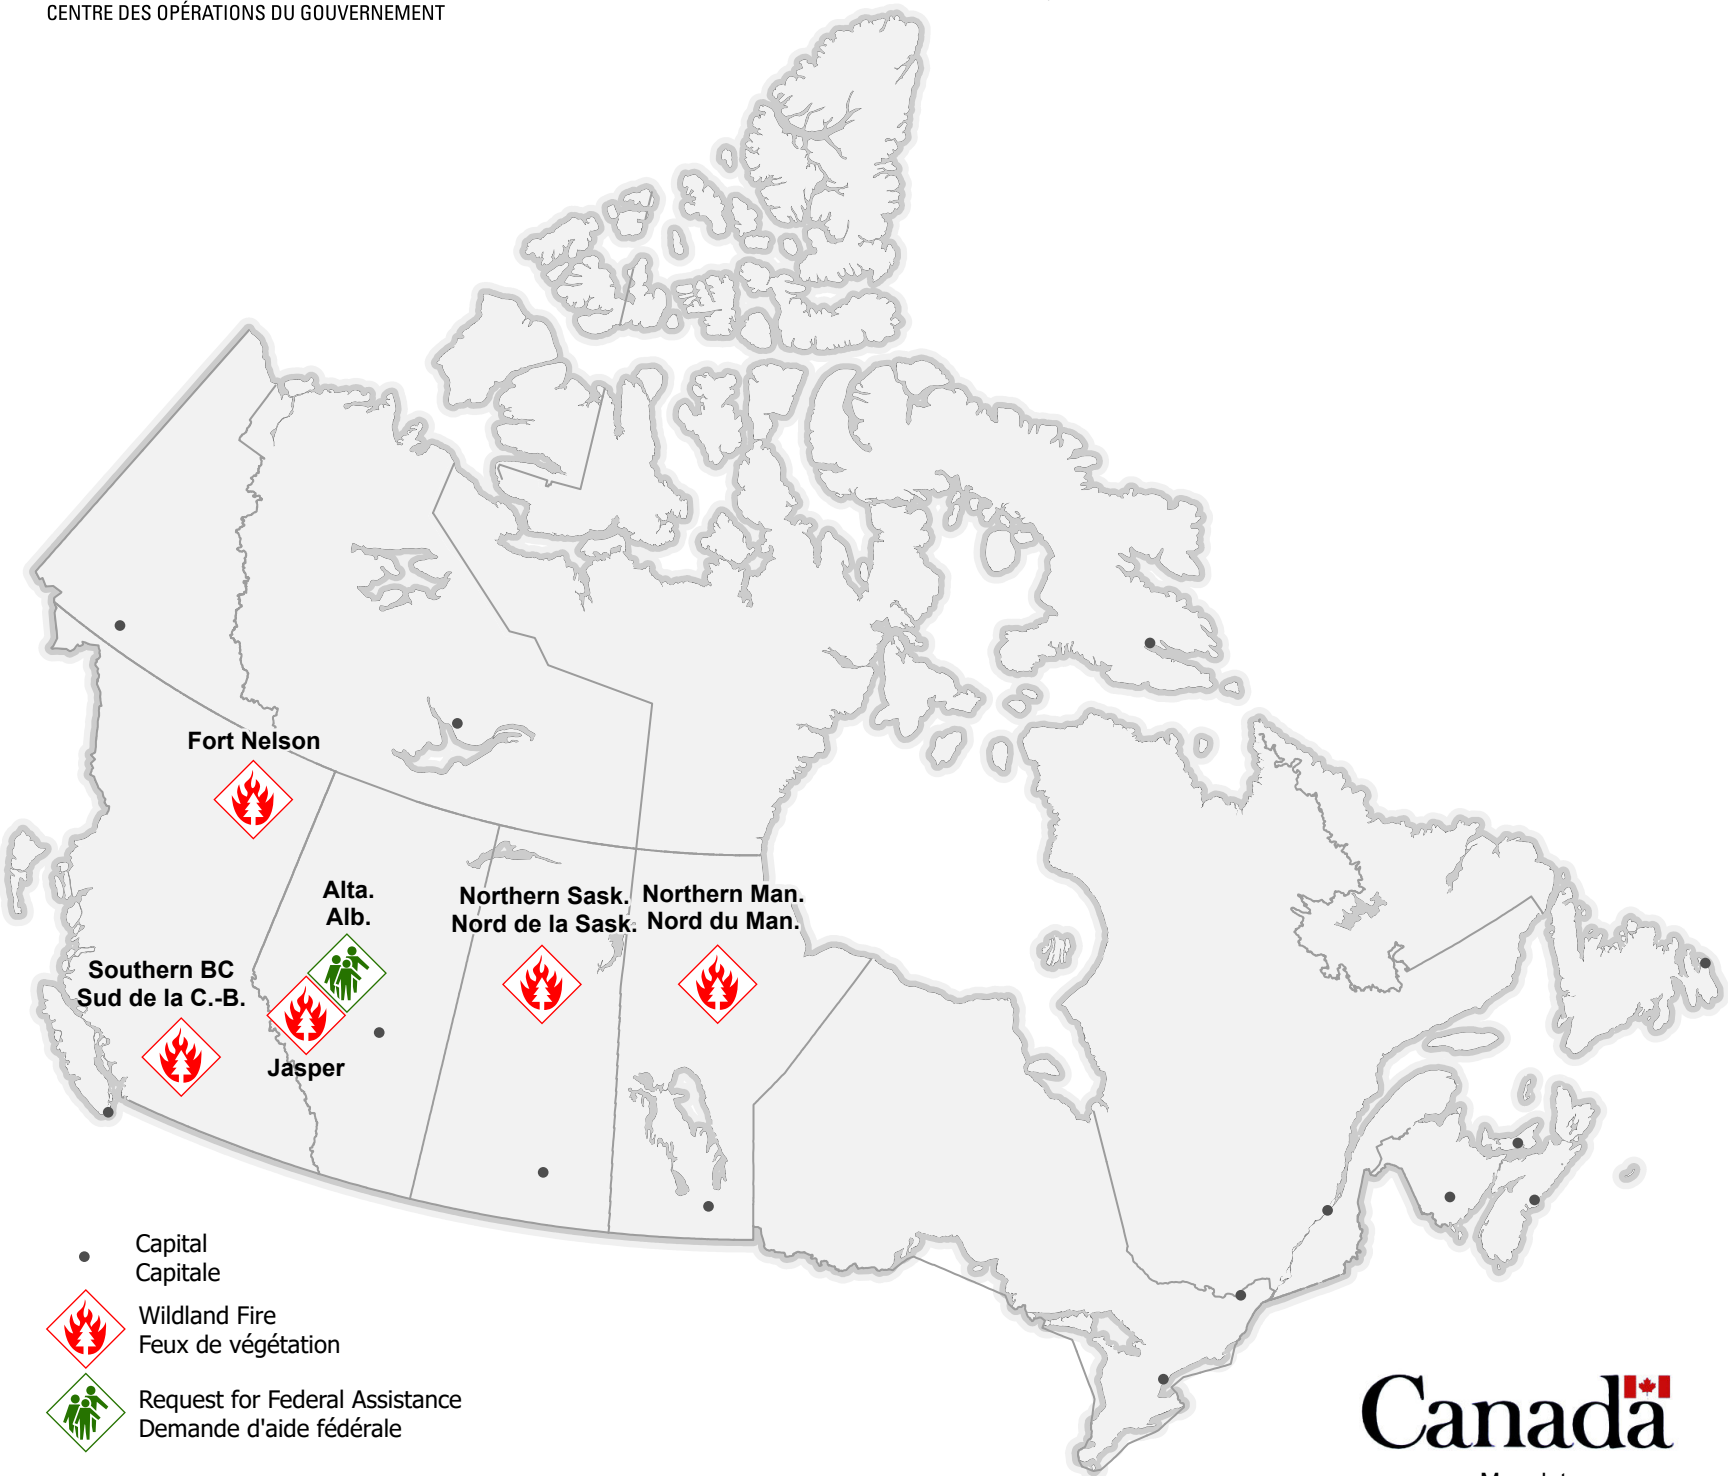 CENTRE DES OPÉRATIONS DU GOUVERNEMENT
Fort Nelson
Alta.
Alb.
Northern Sask.
Nord de la Sask.
Northern Man.
Nord du Man.
Southern BC
Sud de la C.-B.
Jasper
Capital
Capitale
Wildland Fire
Feux de végétation
Request for Federal Assistance
Demande d'aide fédérale
Canada